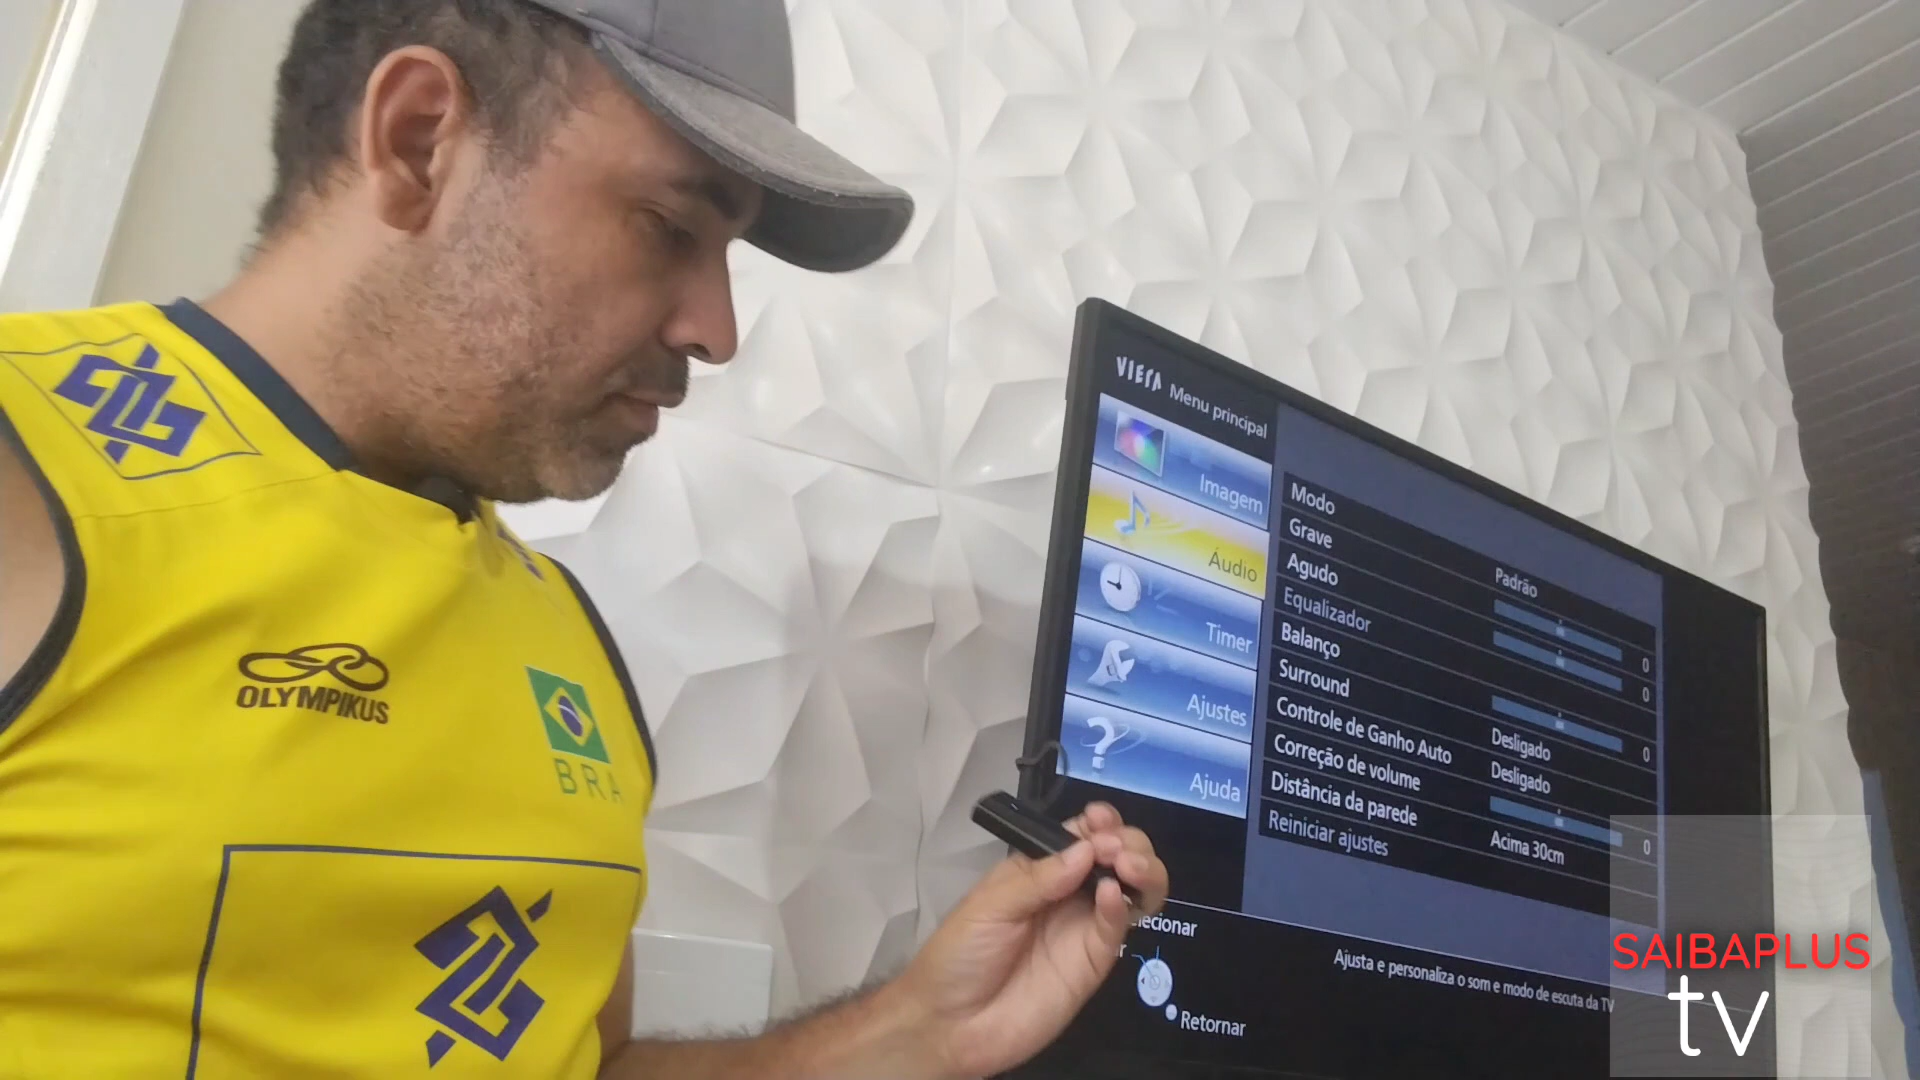 OLYMPIKUS
BRA
VIERA Menu principal
Imagem
Áudio
Timer
Ajustes
Ajuda
Modo Padrão
Grave 0
Agudo 0
Equalizador
Balanço 0
Surround Desligado
Controle de Ganho Auto Desligado
Correção de volume 0
Distância da parede Acima 30cm
Reiniciar ajustes
elecionar
Ajusta e personaliza o som e modo de escuta da TV
Retornar
SAIBAPLUS
tv